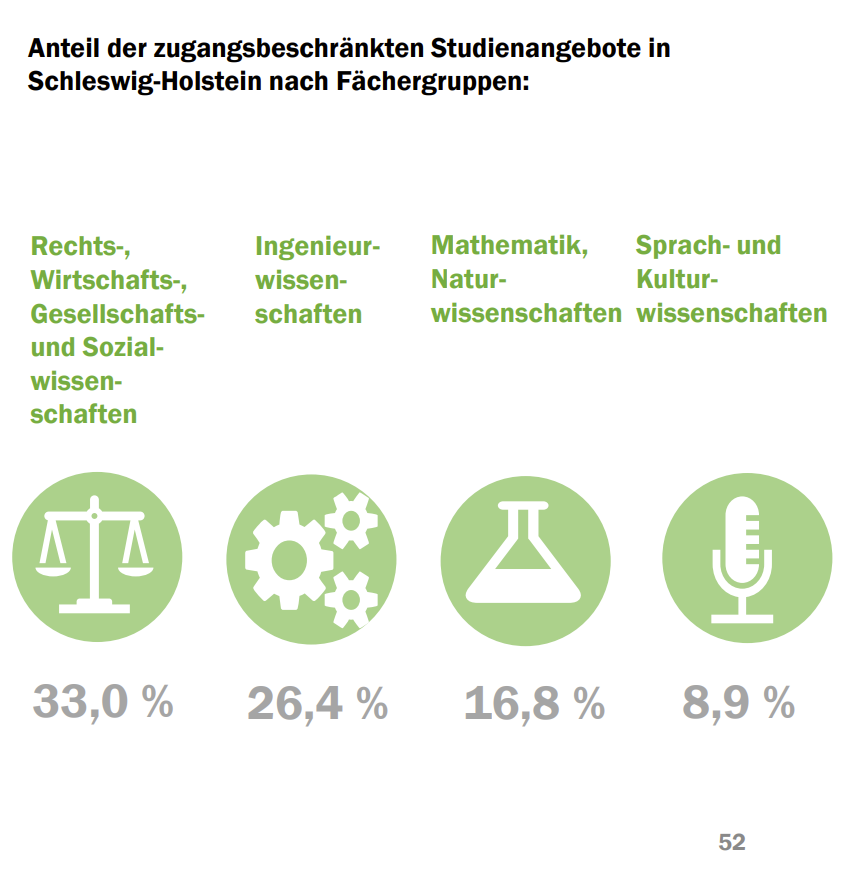 Anteil der zugangsbeschränkten Studienangebote in
Schleswig-Holstein nach Fächergruppen:
Rechts-,
Wirtschafts-,
Gesellschafts-
und Sozial-
wissen-
schaften
Ingenieur-
wissen-
schaften
Mathematik,
Natur-
wissenschaften
Sprach- und
Kultur-
wissenschaften
33,0 %
26,4 %
16,8 %
8,9 %
52